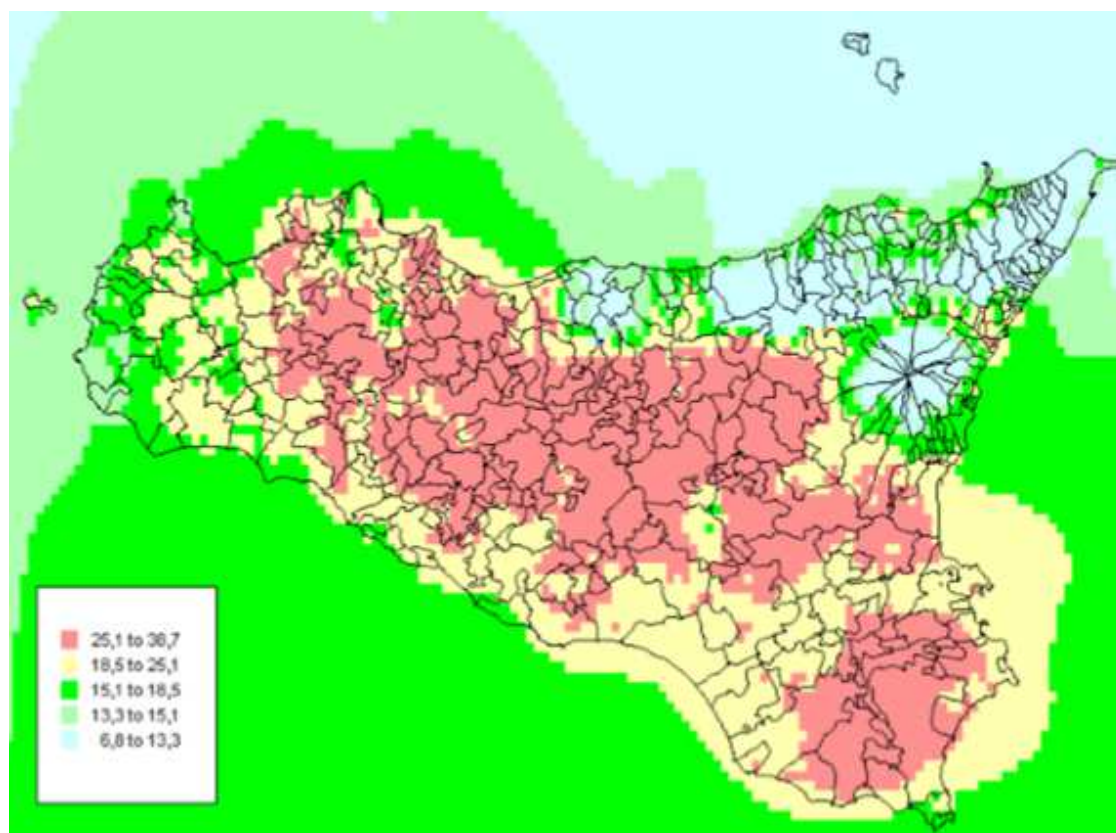 25,1 to 38,7
18,5 to 25,1
15,1 to 18,5
13,3 to 15,1
6,8 to 13,3